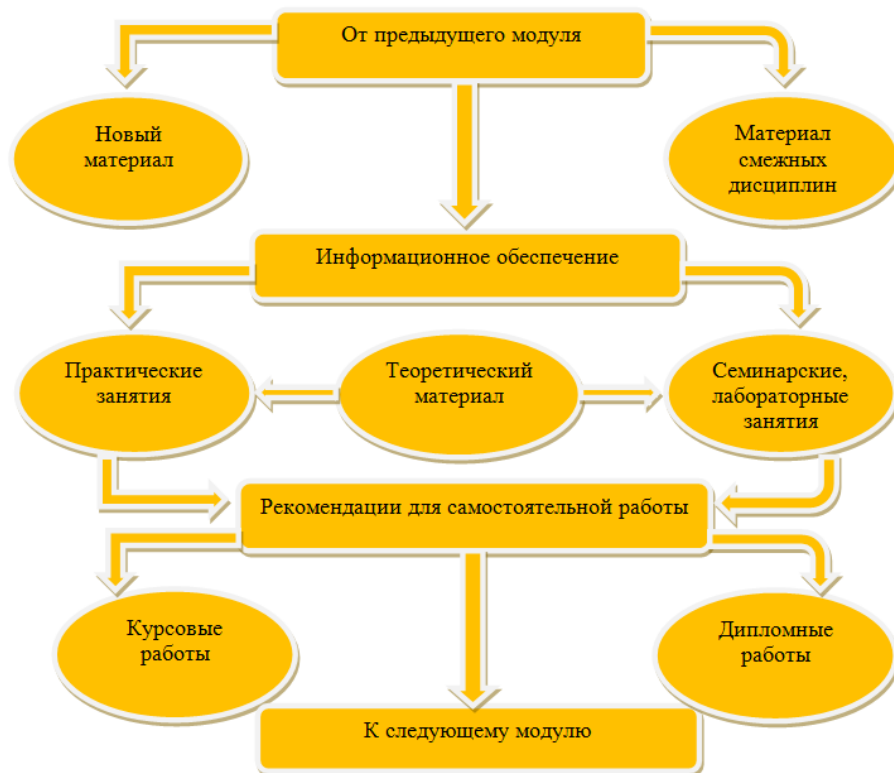 От предыдущего модуля
Новый
материал
Материал
смежных
дисциплин
Информационное обеспечение
Практические
занятия
Теоретический
материал
Семинарские,
лабораторные
занятия
Рекомендации для самостоятельной работы
Курсовые
работы
Дипломные
работы
К следующему модулю